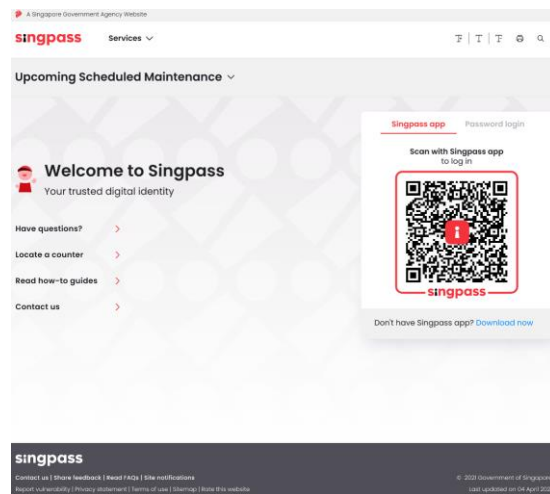 A Singapore Government Agency Website
singpass
Services
T | T | T
Upcoming Scheduled Maintenance
Singpass app
Password login
Scan with Singpass app
to log in
singpass
Don't have Singpass app? Download now
Welcome to Singpass
Your trusted digital identity
Have questions?
Locate a counter
Read how-to guides
Contact us
singpass
Contact us | Share feedback | Read FAQs | Site notifications
Report vulnerability | Privacy statement | Terms of use | Sitemap | Rate this website
© 2021 Government of Singapore
Last updated on 04 April